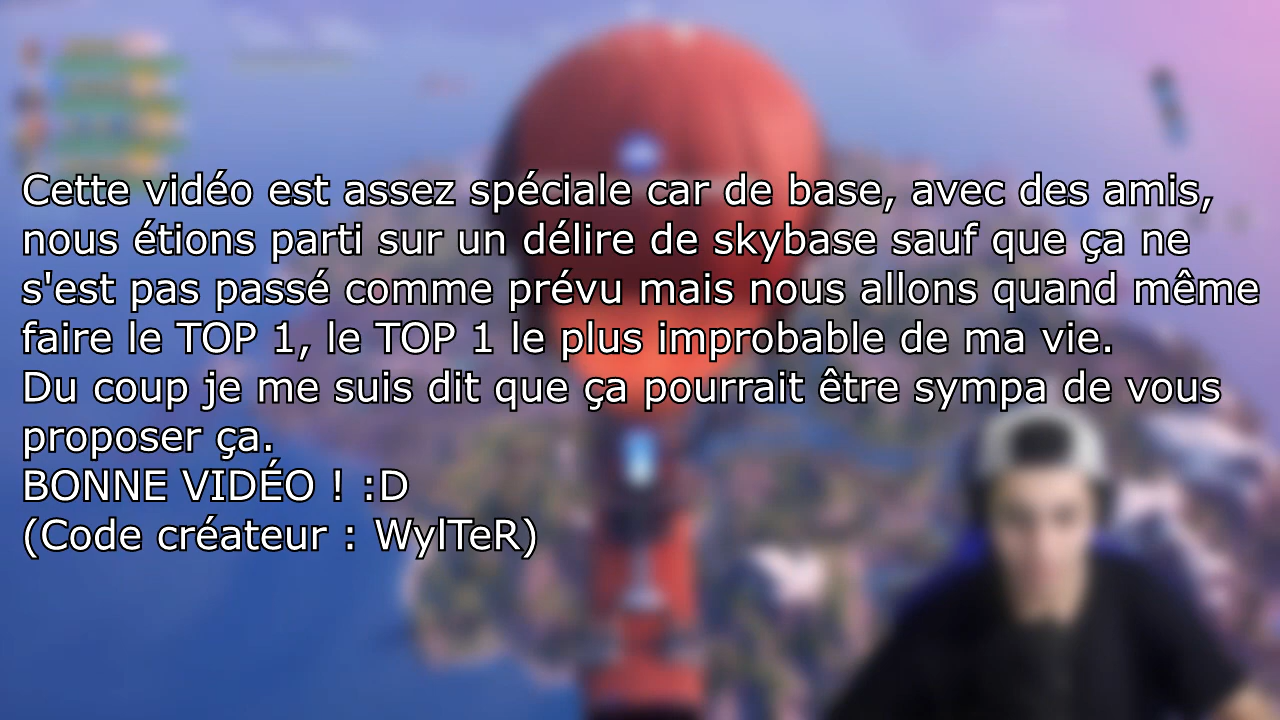 Cette vidéo est assez spéciale car de base, avec des amis,
nous étions parti sur un délire de skybase sauf que ça ne
s'est pas passé comme prévu mais nous allons quand même
faire le TOP 1, le TOP 1 le plus improbable de ma vie.
Du coup je me suis dit que ça pourrait être sympa de vous
proposer ça.
BONNE VIDÉO ! :D
(Code créateur : WylTeR)